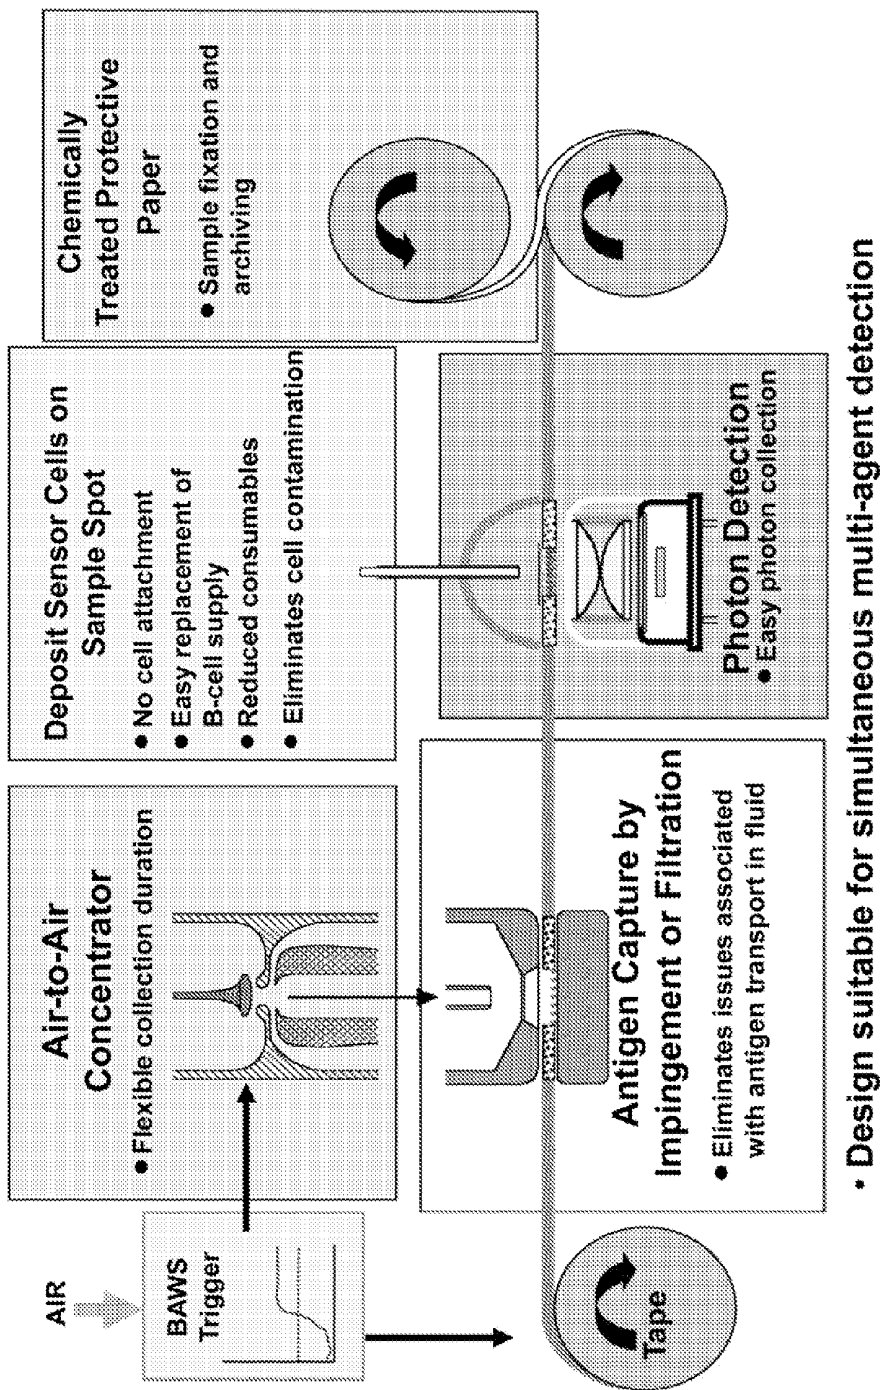 AIR
BAWS
Trigger
Air-to-Air
Concentrator
● Flexible collection duration
Deposit Sensor Cells on
Sample Spot
● No cell attachment
● Easy replacement of
B-cell supply
● Reduced consumables
● Eliminates cell contamination
Chemically
Treated Protective
Paper
● Sample fixation and
archiving
Tape
Antigen Capture by
Impingement or Filtration
● Eliminates issues associated
with antigen transport in fluid
Photon Detection
● Easy photon collection
• Design suitable for simultaneous multi-agent detection